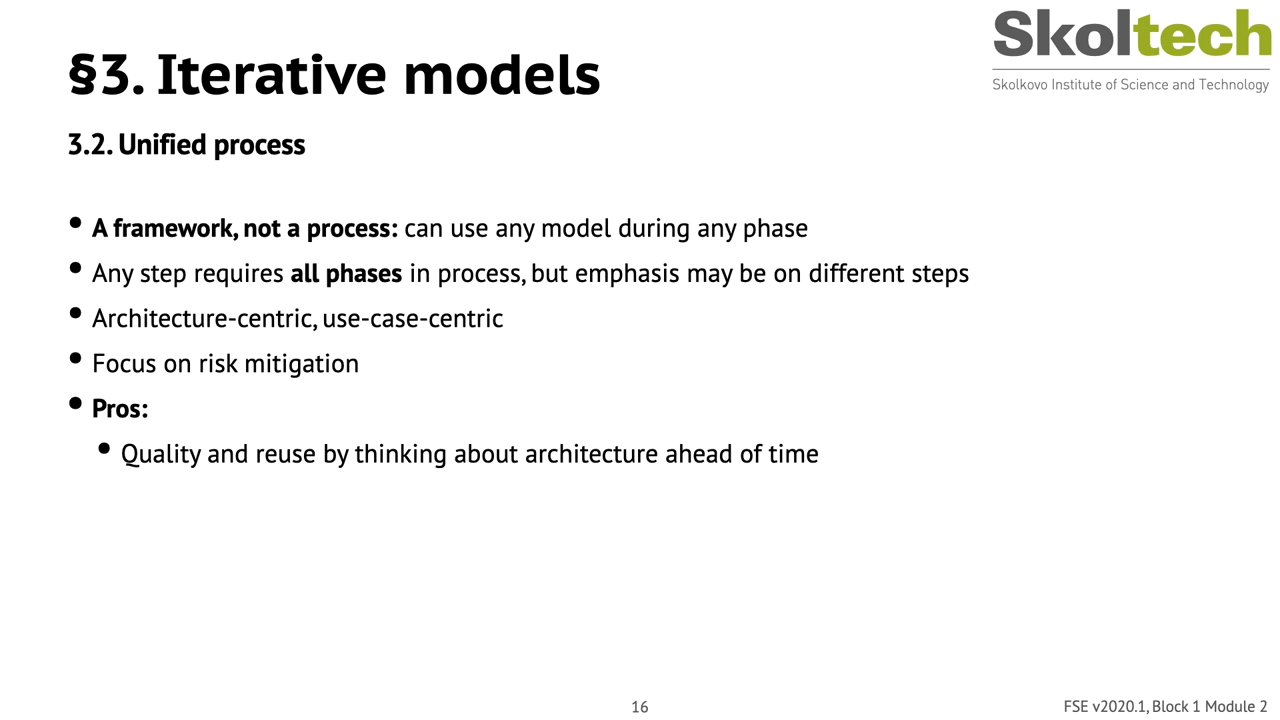 Skoltech
Skolkovo Institute of Science and Technology
§3. Iterative models
3.2. Unified process
• A framework, not a process: can use any model during any phase
• Any step requires all phases in process, but emphasis may be on different steps
• Architecture-centric, use-case-centric
• Focus on risk mitigation
• Pros:
• Quality and reuse by thinking about architecture ahead of time
16
FSE v2020.1, Block 1 Module 2